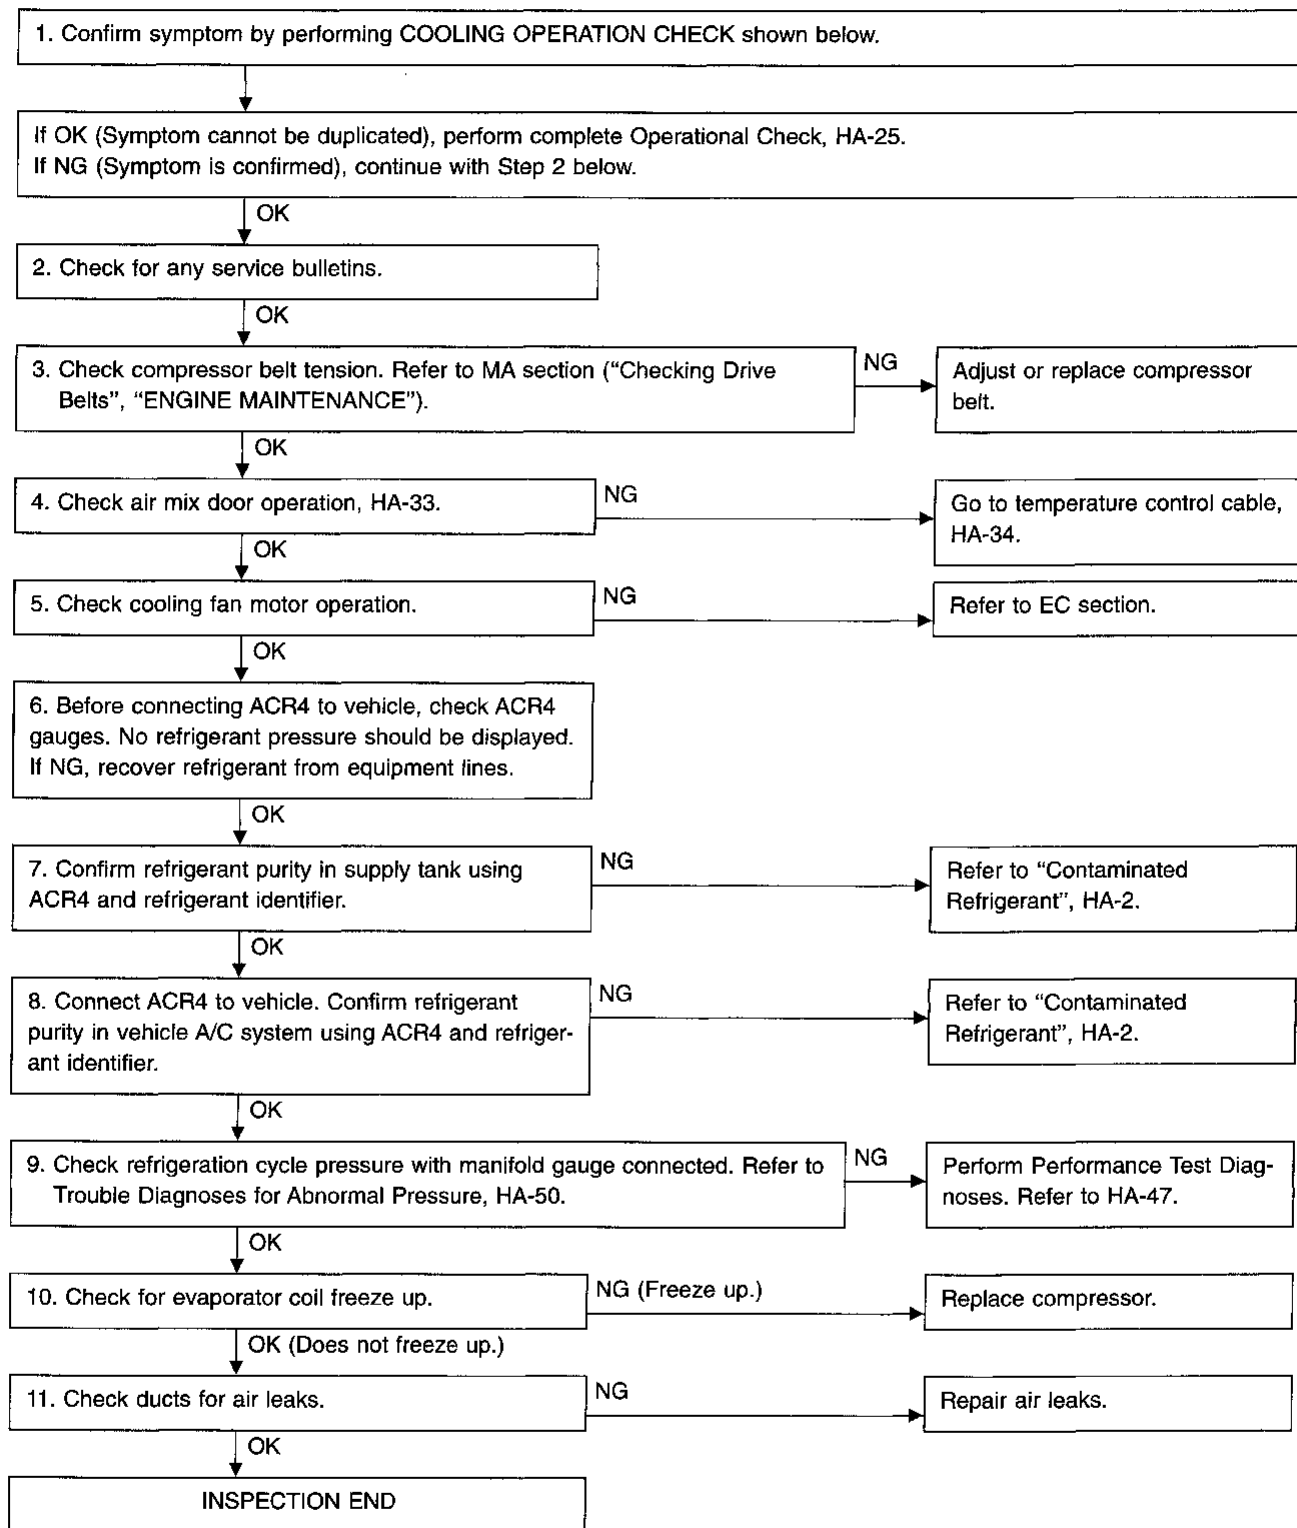 1. Confirm symptom by performing COOLING OPERATION CHECK shown below.
If OK (Symptom cannot be duplicated), perform complete Operational Check, HA-25.
If NG (Symptom is confirmed), continue with Step 2 below.
OK
2. Check for any service bulletins.
OK
3. Check compressor belt tension. Refer to MA section ("Checking Drive
Belts", "ENGINE MAINTENANCE").
NG
Adjust or replace compressor
belt.
OK
4. Check air mix door operation, HA-33.
NG
Go to temperature control cable,
HA-34.
OK
5. Check cooling fan motor operation.
NG
Refer to EC section.
OK
6. Before connecting ACR4 to vehicle, check ACR4
gauges. No refrigerant pressure should be displayed.
If NG, recover refrigerant from equipment lines.
OK
7. Confirm refrigerant purity in supply tank using
ACR4 and refrigerant identifier.
NG
Refer to "Contaminated
Refrigerant", HA-2.
OK
8. Connect ACR4 to vehicle. Confirm refrigerant
purity in vehicle A/C system using ACR4 and refriger-
ant identifier.
NG
Refer to "Contaminated
Refrigerant", HA-2.
OK
9. Check refrigeration cycle pressure with manifold gauge connected. Refer to
Trouble Diagnoses for Abnormal Pressure, HA-50.
NG
Perform Performance Test Diag-
noses. Refer to HA-47.
OK
10. Check for evaporator coil freeze up.
NG (Freeze up.)
Replace compressor.
OK (Does not freeze up.)
11. Check ducts for air leaks.
NG
Repair air leaks.
OK
INSPECTION END